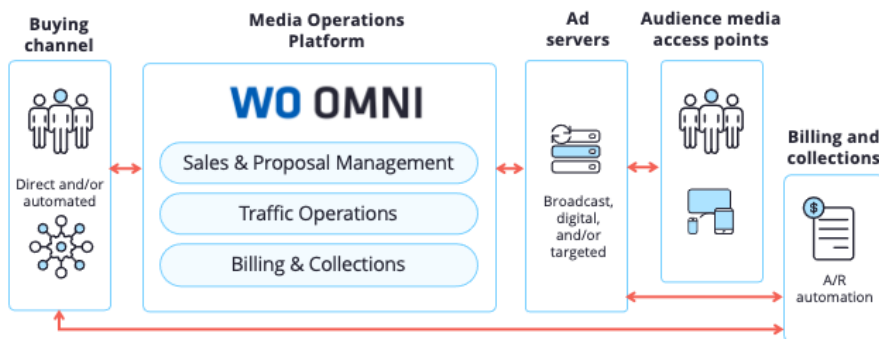 Buying
channel
Direct and/or
automated
Media Operations
Platform
WO OMNI
Sales & Proposal Management
Traffic Operations
Billing & Collections
Ad
servers
Broadcast,
digital,
and/or
targeted
Audience media
access points
Billing and
collections
$
A/R
automation